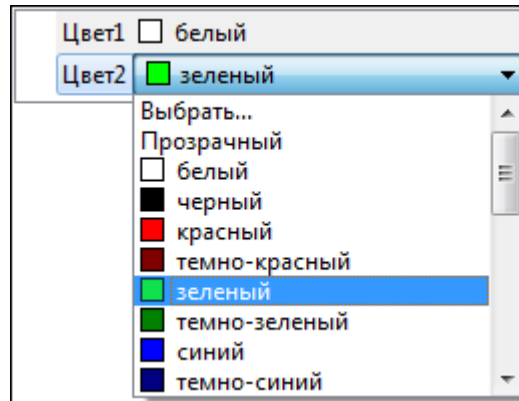 Цвет1 белый
Цвет2 зеленый
Выбрать...
Прозрачный
белый
черный
красный
темно-красный
зеленый
темно-зеленый
синий
темно-синий